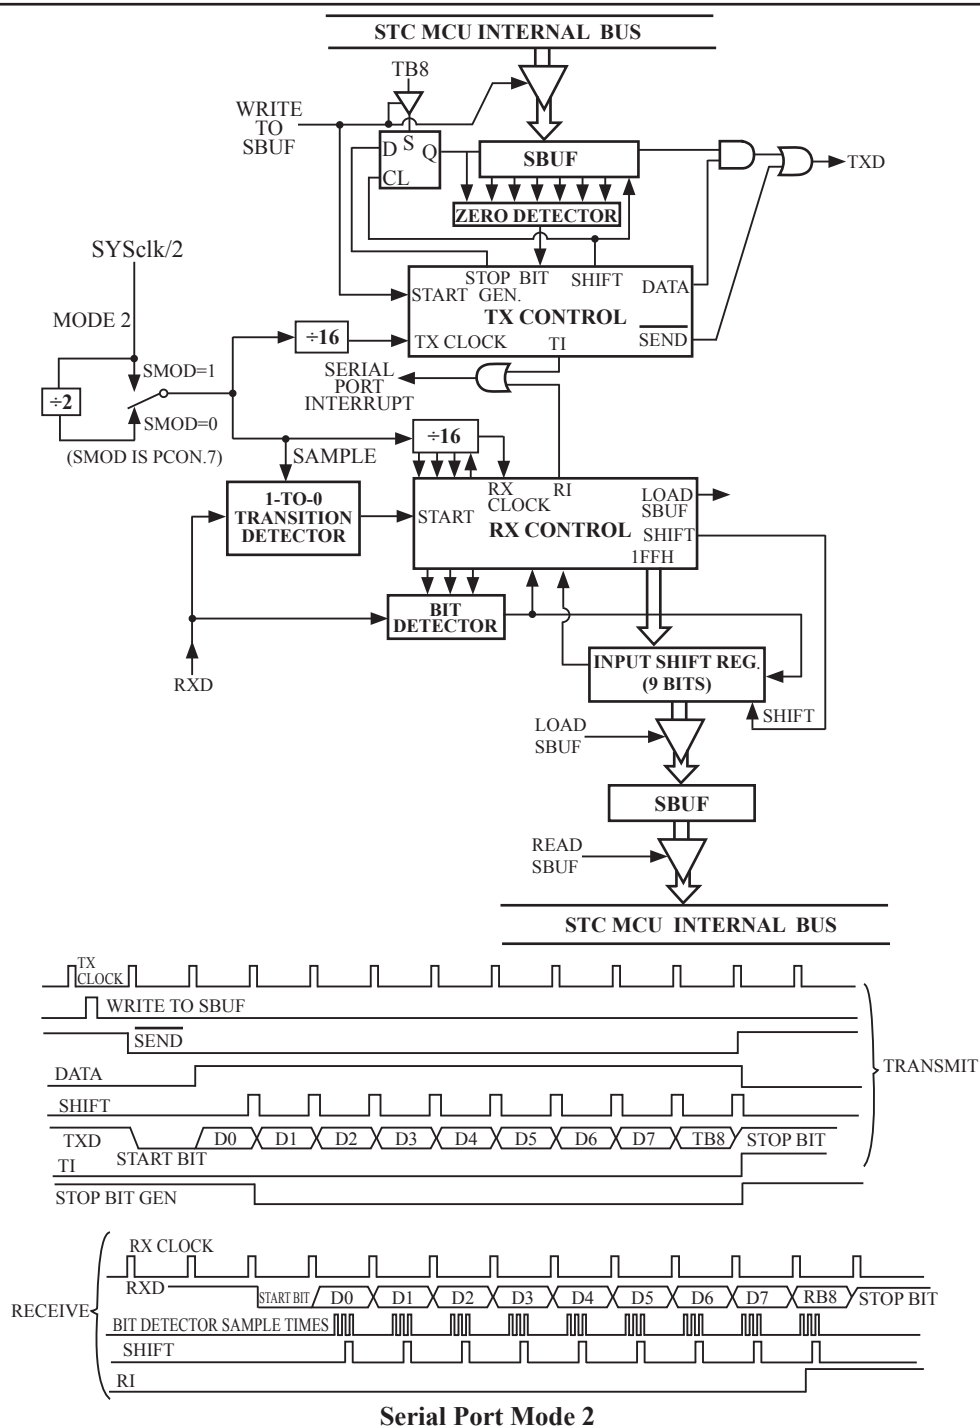 STC MCU INTERNAL BUS
TB8
WRITE
TO
SBUF
D S Q
CL
SBUF
TXD
ZERO DETECTOR
SYSclk/2
STOP BIT SHIFT
START GEN. DATA
TX CONTROL
TX CLOCK TI SEND
MODE 2
÷16
SMOD=1
÷2
SMOD=0
(SMOD IS PCON.7)
SERIAL
PORT
INTERRUPT
÷16
SAMPLE
1-TO-0
TRANSITION
DETECTOR
RX
CLOCK
RI
LOAD
SBUF
START
RX CONTROL
SHIFT
1FFH
BIT
DETECTOR
RXD
INPUT SHIFT REG.
(9 BITS)
SHIFT
LOAD
SBUF
SBUF
READ
SBUF
STC MCU INTERNAL BUS
TX
CLOCK
WRITE TO SBUF
SEND
DATA
TRANSMIT
SHIFT
TXD D0 D1 D2 D3 D4 D5 D6 D7 TB8 STOP BIT
START BIT
TI
STOP BIT GEN
RX CLOCK
RXD START BIT D0 D1 D2 D3 D4 D5 D6 D7 RB8 STOP BIT
RECEIVE
BIT DETECTOR SAMPLE TIMES
SHIFT
RI
Serial Port Mode 2